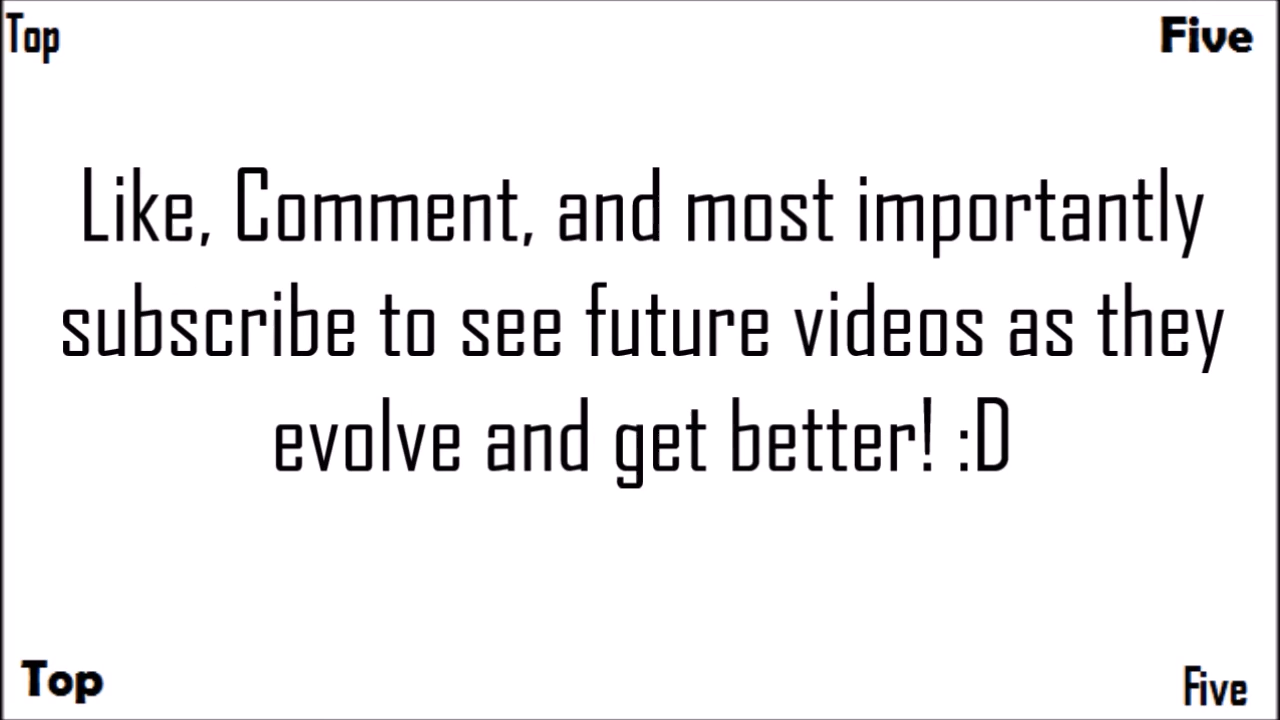 Top
Five
Like, Comment, and most importantly
subscribe to see future videos as they
evolve and get better! :D
Top
Five